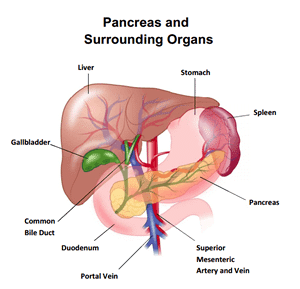 Pancreas and
Surrounding Organs
Liver
Stomach
Spleen
Gallbladder
Pancreas
Common
Bile Duct
Duodenum
Superior
Mesenteric
Artery and Vein
Portal Vein